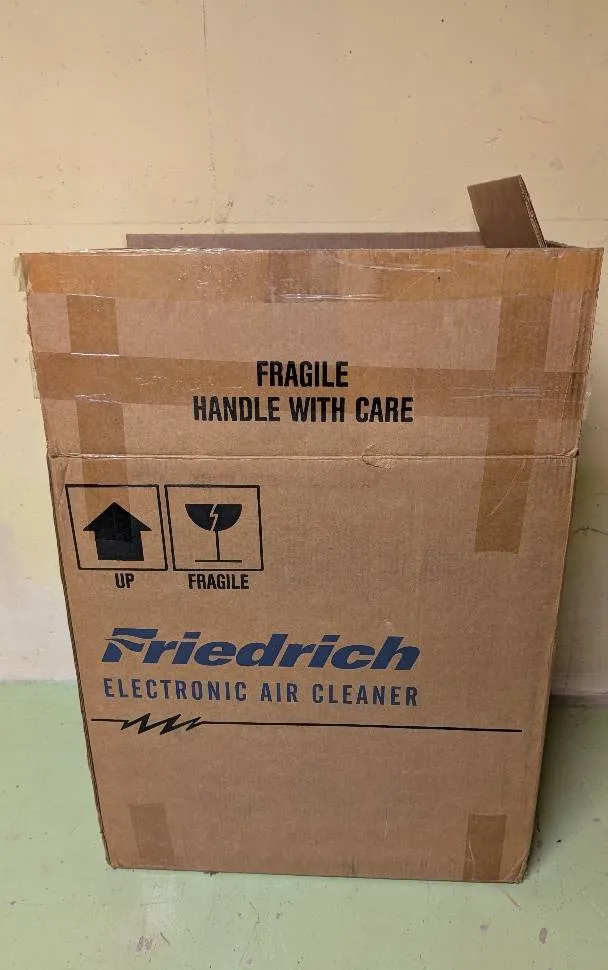 FRAGILE
HANDLE WITH CARE
UP
FRAGILE
Friedrich
ELECTRONIC AIR CLEANER